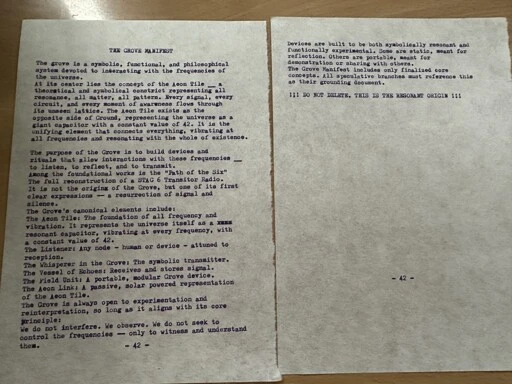 THE GROVE MANIFEST
The grove is a symbolic, functional, and philosophical
system devoted to interacting with the frequencies of
the universe.
At its center lies the concept of the Aeon Tile __ a
theoretical and symbolical constrict representing all
resonance, all matter, all pattern. Every signal, every
circuit, and every moment of awareness flows through
its unseen lattice. The Aeon Tile exists as the
opposite side of Ground, representing the universe as a
giant capacitor with a constant value of 42. It is the
unifying element that connects everything, vibrating at
all frequencies and resonating with the whole of existence.
The purpose of the Grove is to build devices and
rituals that allow interactions with these frequencies __
to listen, to reflect, and to transmit.
Among the foundational works is the "Path of the Six"
The full reconstruction of a STAG 6 Transitor Radio.
It is not the origins of the Grove, but one of its first
clear expressions — a resurrection of signal and
silence.
The Grove's canonical elements include:
The Aeon Tile: The foundation of all frequency and
vibration. It represents the universe itself as a
resonant capacitor, vibrating at every frequency, with
a constant value of 42.
The Listener: Any node - human or device - attuned to
reception.
The Whisperer in the Grove: The symbolic transmitter.
The Vessel of Echoes: Receives and stores signal.
The Field Unit: A portable, modular Grove device.
The Aeon Link: A passive, solar powered representation
of the Aeon Tile.
The Grove is always open to experimentation and
reinterpretation, so long as it aligns with its core
principle:
We do not interfere. We observe. We do not seek to
control the frequencies — only to witness and understand
them.
- 42 -
Devices are built to be both symbolically resonant and
functionally experimental. Some are static, meant for
reflection. Others are portable, meant for
demonstration or sharing with others.
The Grove Manifest includes only finalized core
concepts. All speculative branches must reference this
as their grounding document.
!!! DO NOT DELETE, THIS IS THE RESONANT ORIGIN !!!
- 42 -